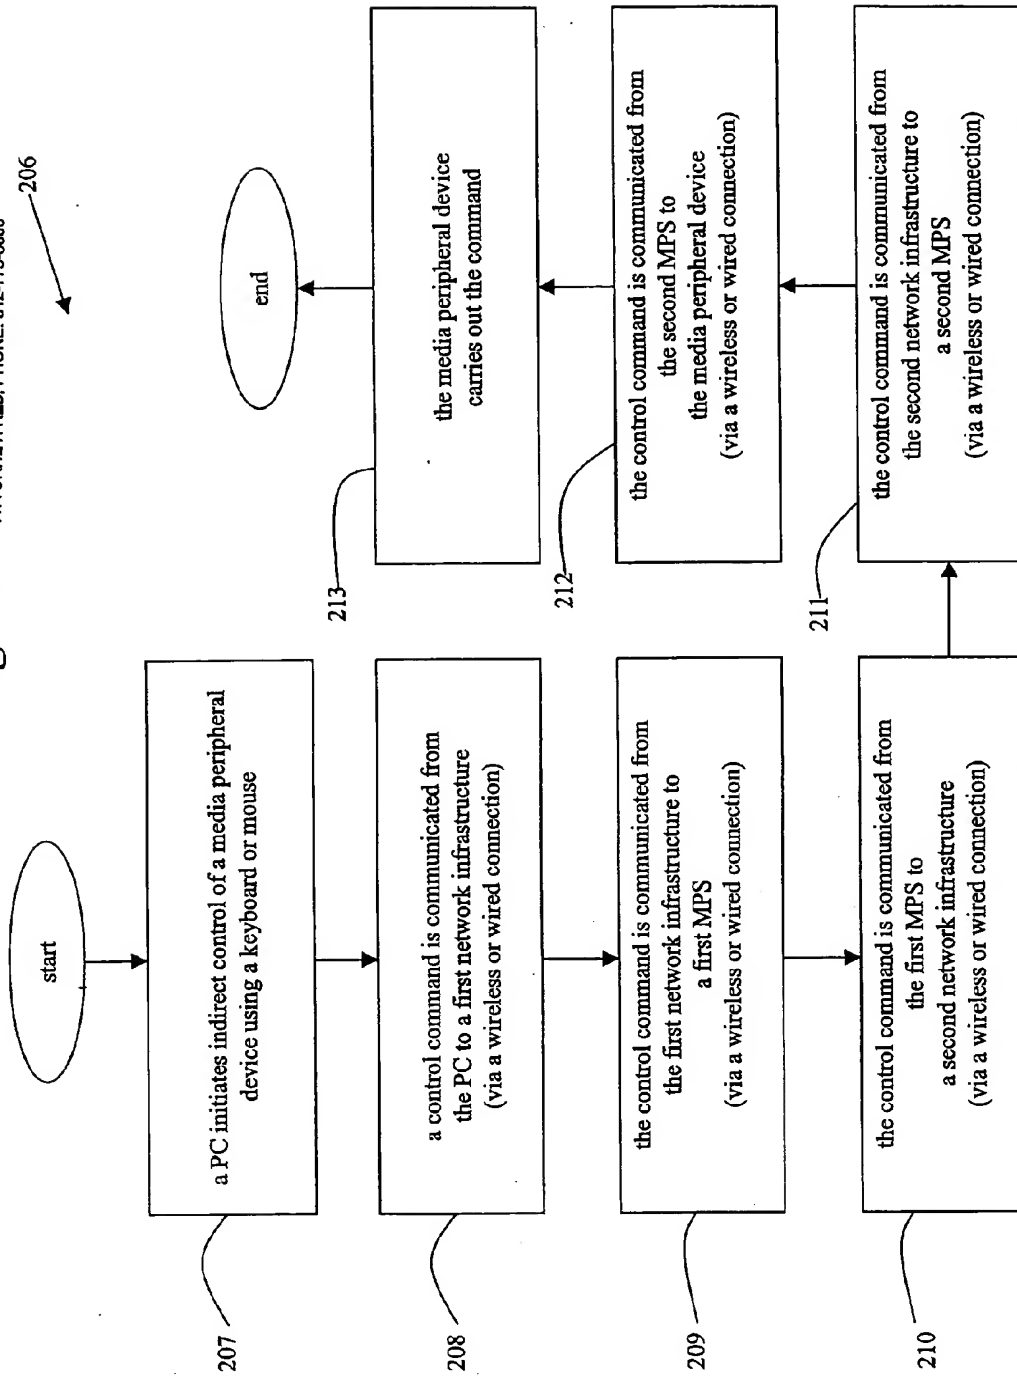 206
start
a PC initiates indirect control of a media peripheral
device using a keyboard or mouse
207
a control command is communicated from
the PC to a first network infrastructure
(via a wireless or wired connection)
208
the control command is communicated from
the first network infrastructure to
a first MPS
(via a wireless or wired connection)
209
the control command is communicated from
the first MPS to
a second network infrastructure
(via a wireless or wired connection)
210
the control command is communicated from
the second network infrastructure to
a second MPS
(via a wireless or wired connection)
211
the control command is communicated from
the second MPS to
the media peripheral device
(via a wireless or wired connection)
212
the media peripheral device
carries out the command
213
end